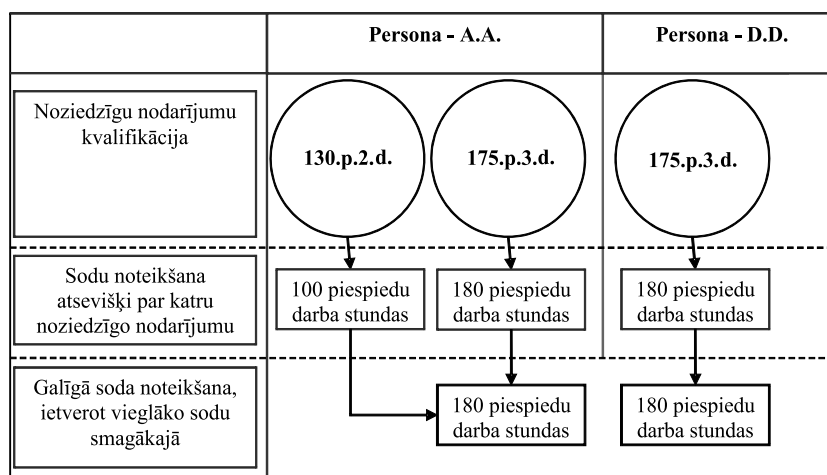 Persona - A.A.
Persona - D.D.
Noziedzīgu nodarījumu
kvalifikācija
130.p.2.d.
175.p.3.d.
175.p.3.d.
Sodu noteikšana
atsevišķi par katru
noziedzīgo nodarījumu
100 piespiedu
darba stundas
180 piespiedu
darba stundas
180 piespiedu
darba stundas
Galīgā soda noteikšana,
ietverot vieglāko sodu
smagākajā
180 piespiedu
darba stundas
180 piespiedu
darba stundas